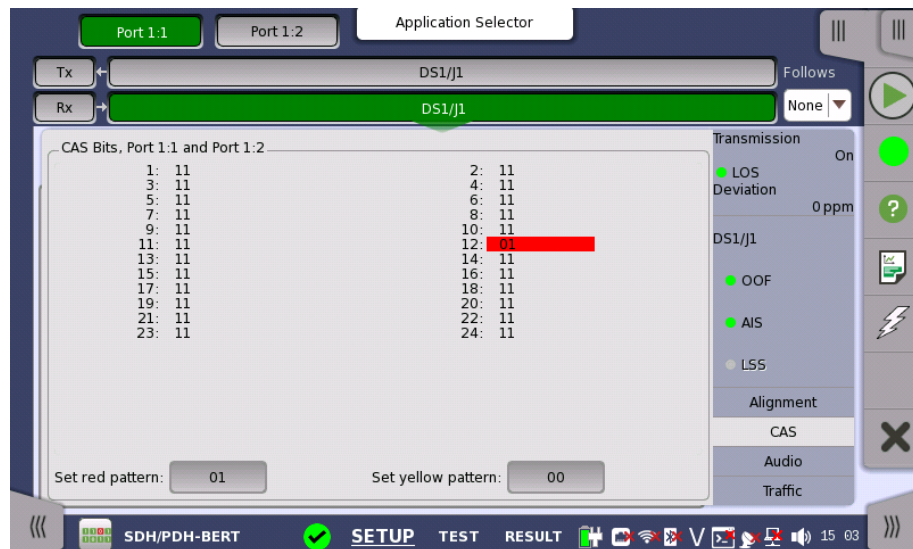 Application Selector
Port 1:1 Port 1:2
Tx DS1/J1 Follows
Rx DS1/J1 None
CAS Bits, Port 1:1 and Port 1:2
1: 11 2: 11
3: 11 4: 11
5: 11 6: 11
7: 11 8: 11
9: 11 10: 11
11: 11 12: 01
13: 11 14: 11
15: 11 16: 11
17: 11 18: 11
19: 11 20: 11
21: 11 22: 11
23: 11 24: 11
Set red pattern: 01 Set yellow pattern: 00
Transmission
On
LOS
Deviation
0 ppm
DS1/J1
OOF
AIS
LSS
Alignment
CAS
Audio
Traffic
SDH/PDH-BERT SETUP TEST RESULT V 15 03